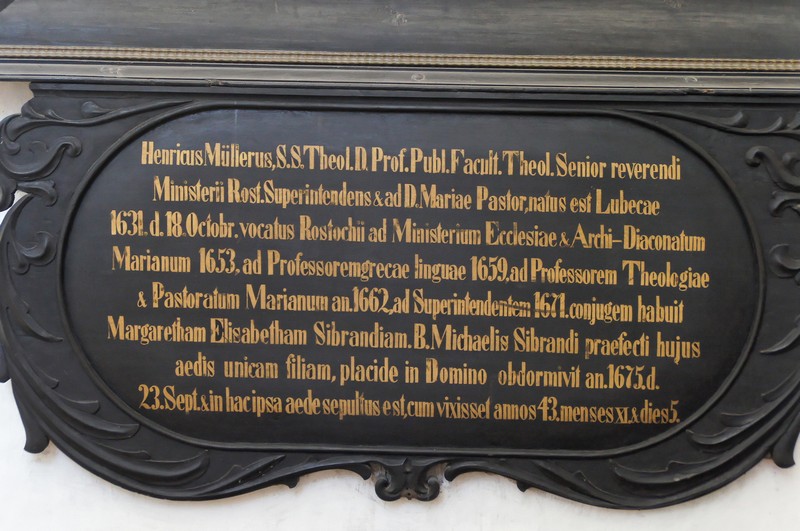 Henricus Müllerus, S.S. Theol. D. Prof. Publ. Facult. Theol. Senior reverendi
Ministerii Rost. Superintendens & ad D. Mariae Pastor, natus est Lubecae
1631. d. 18. Octobr. vocatus Rostochii ad Ministerium Ecclesiae & Archi-Diaconatum
Marianum 1653, ad Professoremgrecae linguae 1659, ad Professorem Theologiae
& Pastoratum Marianum an. 1662, ad Superintendentem 1671. conjugem habuit
Margaretham Elisabetham Sibrandiam. B. Michaelis Sibrandi praefecti hujus
aedis unicam filiam, placide in Domino obdormivit an. 1675. d.
23. Sept. & in hac ipsa aede sepultus est, cum vixisset annos 43. menses XI. & dies 5.